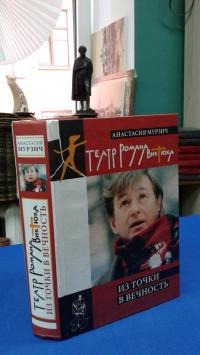 АНАСТАСИЯ МУРЗИЧ
ТЕАТР РОМАНА
ВИКТЮКА
ИЗ ТОЧКИ
В ВЕЧНОСТЬ
АНАСТАСИЯ
МУРЗИЧ
ТЕАТР РОМАНА
ВИКТЮКА
ИЗ ТОЧКИ В ВЕЧНОСТЬ